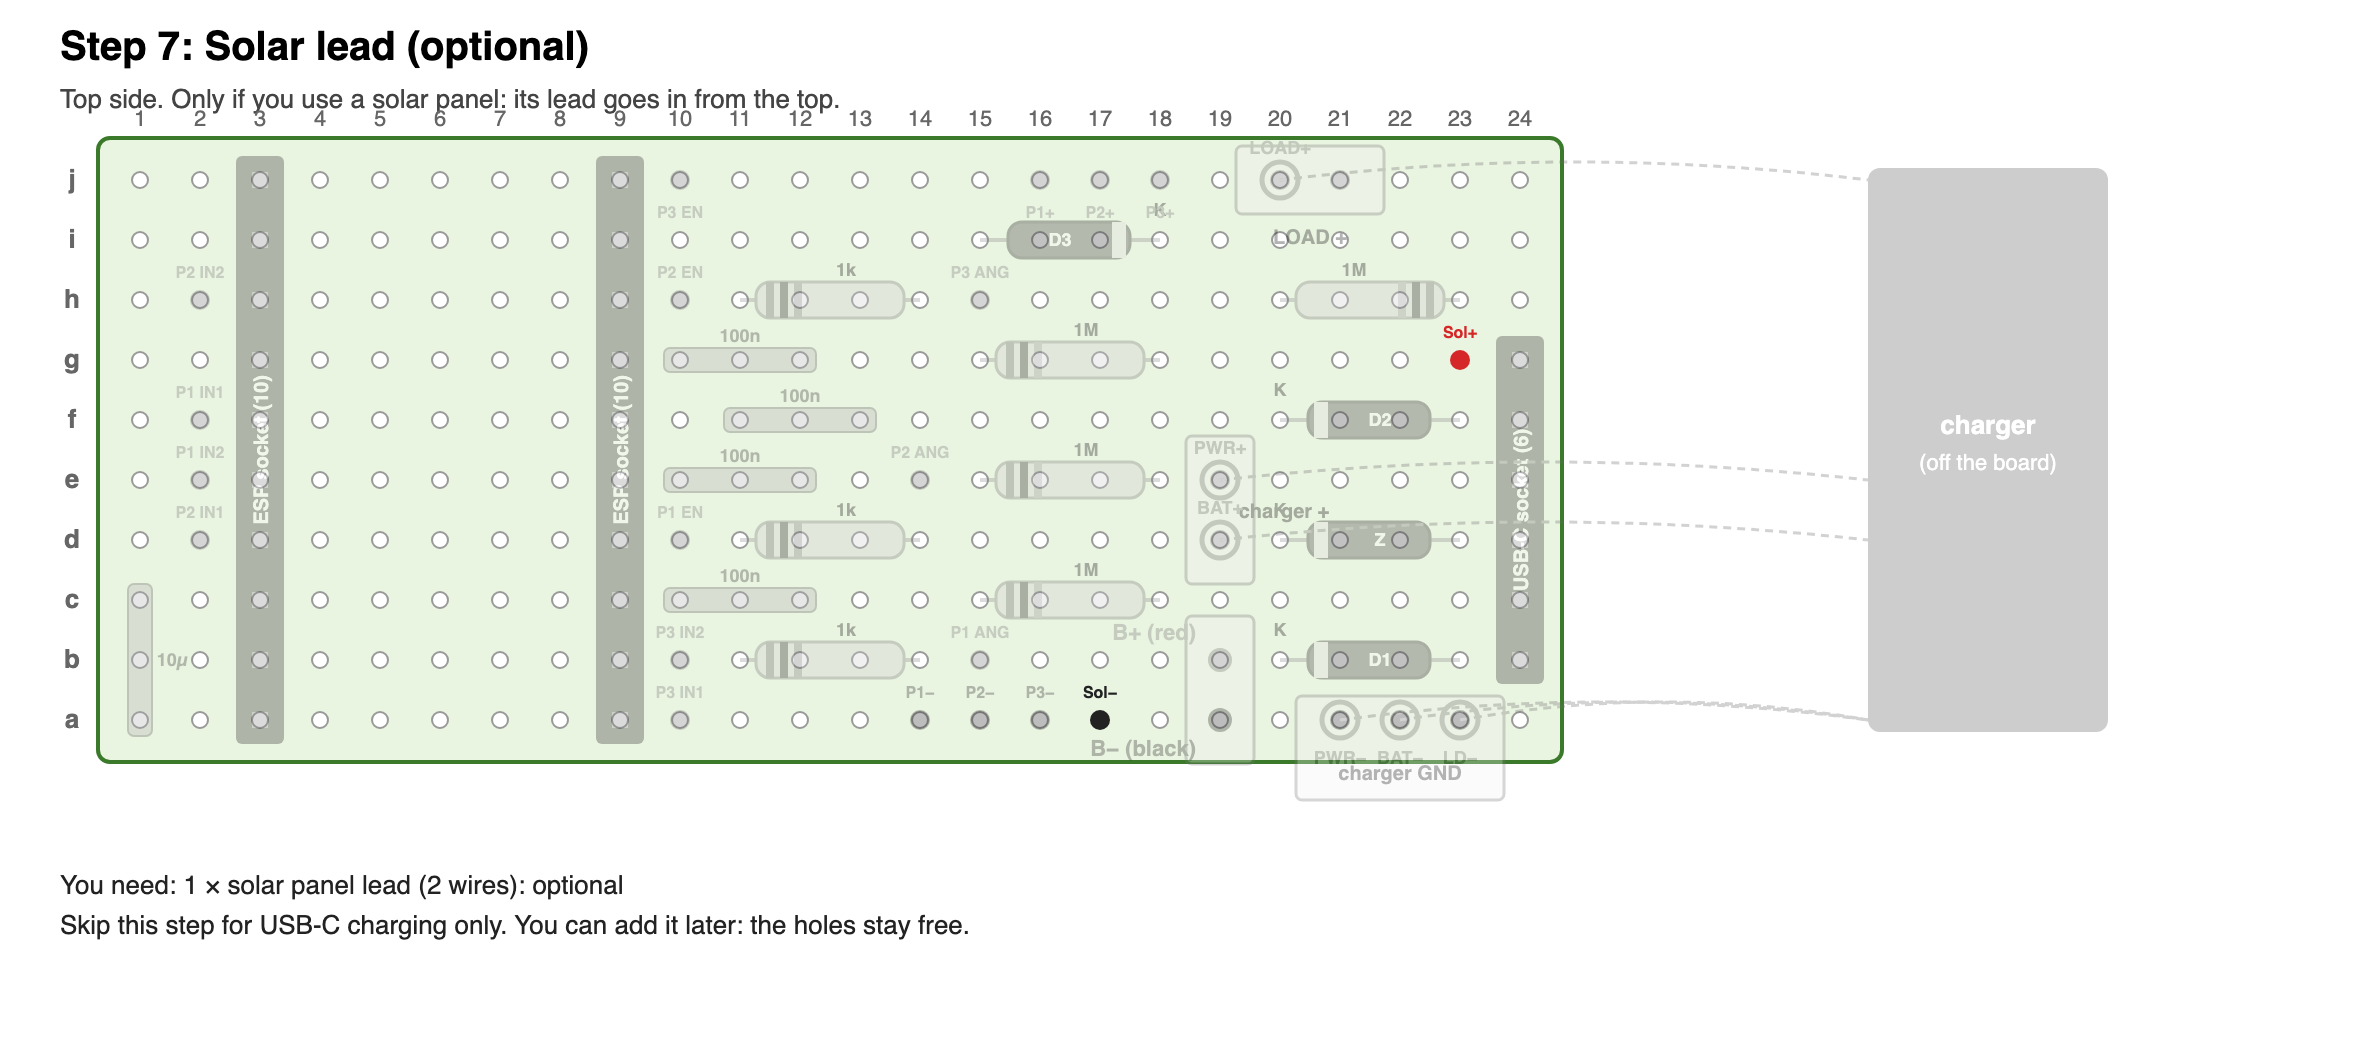 Step 7: Solar lead (optional)
Top side. Only if you use a solar panel: its lead goes in from the top.
1 2 3 4 5 6 7 8 9 10 11 12 13 14 15 16 17 18 19 20 21 22 23 24
LOAD+
j
P3 EN P1+ P2+ P3+ K
i D3 LOAD +
P2 IN2 P2 EN 1k P3 ANG 1M
h
100n 1M Sol+
g
P1 IN1 100n K
f D2
P1 IN2 100n P2 ANG 1M PWR+
e
P2 IN1 P1 EN 1k BAT+ charger + K
d Z
100n 1M
c
P3 IN2 1k P1 ANG B+ (red) K
b 10µ D1
P3 IN1 P1– P2– P3– Sol–
a
B– (black) PWR– BAT– LD–
charger GND
ESP socket (10)
ESP socket (10)
USB-C socket (6)
charger
(off the board)
You need: 1 × solar panel lead (2 wires): optional
Skip this step for USB-C charging only. You can add it later: the holes stay free.